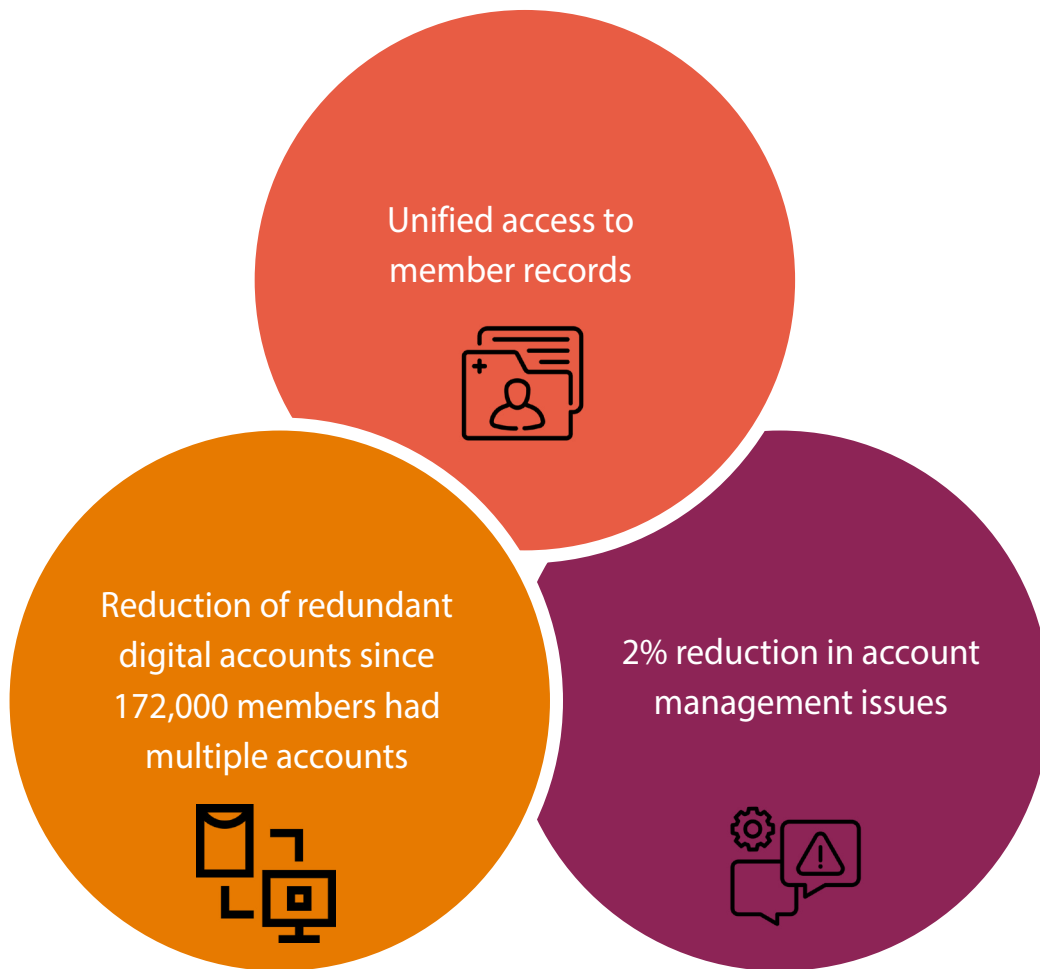 Unified access to
member records
Reduction of redundant
digital accounts since
172,000 members had
multiple accounts
2% reduction in account
management issues